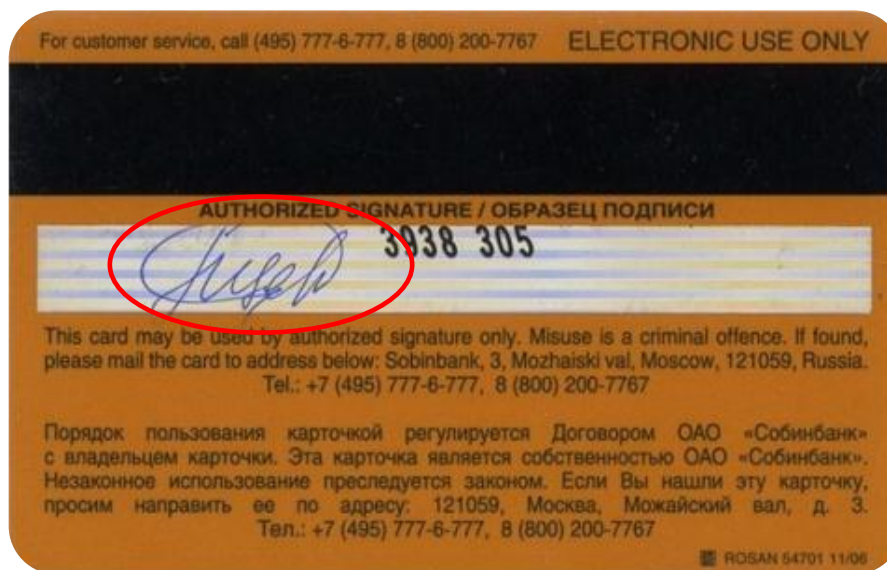 For customer service, call (495) 777-6-777, 8 (800) 200-7767 ELECTRONIC USE ONLY
AUTHORIZED SIGNATURE / ОБРАЗЕЦ ПОДПИСИ
3938 305
This card may be used by authorized signature only. Misuse is a criminal offence. If found,
please mail the card to address below: Sobinbank, 3, Mozhaiski val, Moscow, 121059, Russia.
Tel.: +7 (495) 777-6-777, 8 (800) 200-7767
Порядок пользования карточкой регулируется Договором ОАО «Собинбанк»
с владельцем карточки. Эта карточка является собственностью ОАО «Собинбанк».
Незаконное использование преследуется законом. Если Вы нашли эту карточку,
просим направить ее по адресу: 121059, Москва, Можайский вал, д. 3.
Тел.: +7 (495) 777-6-777, 8 (800) 200-7767
ROSAN 54701 11/06